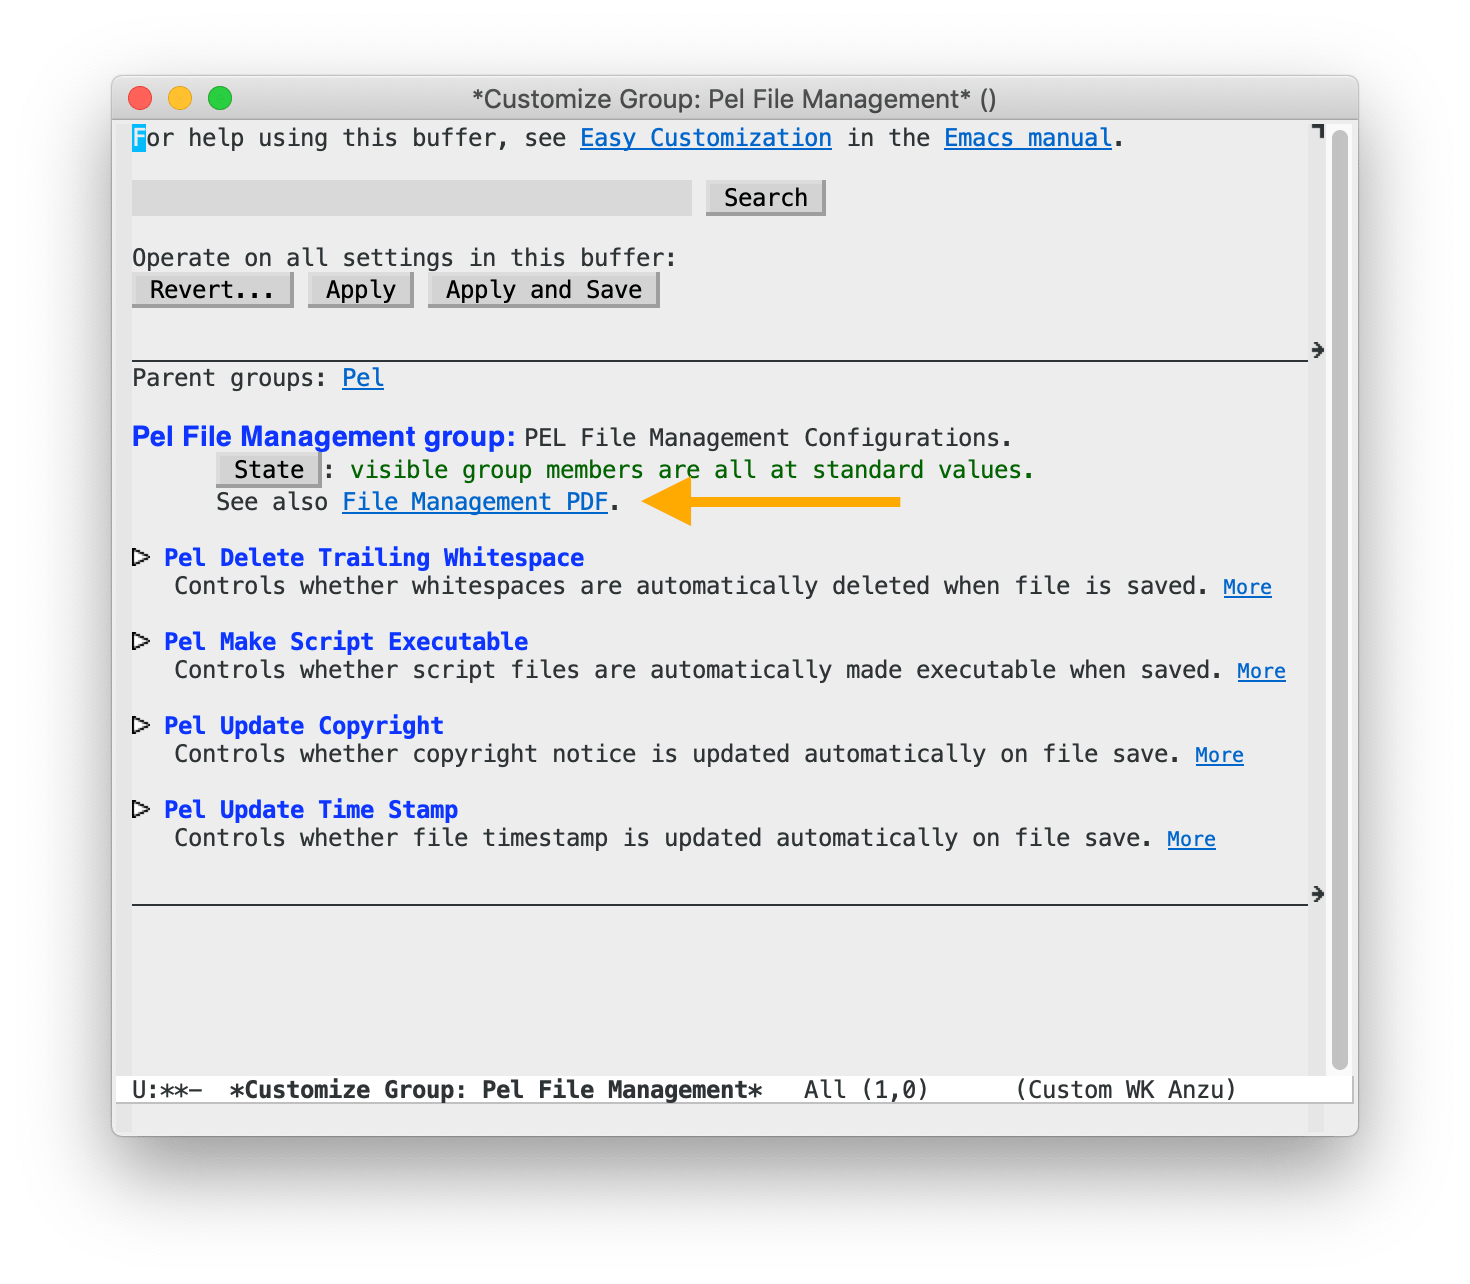 *Customize Group: Pel File Management* ()
For help using this buffer, see Easy Customization in the Emacs manual.
Search
Operate on all settings in this buffer:
Revert... Apply Apply and Save
Parent groups: Pel
Pel File Management group: PEL File Management Configurations.
State : visible group members are all at standard values.
See also File Management PDF.
Pel Delete Trailing Whitespace
Controls whether whitespaces are automatically deleted when file is saved. More
Pel Make Script Executable
Controls whether script files are automatically made executable when saved. More
Pel Update Copyright
Controls whether copyright notice is updated automatically on file save. More
Pel Update Time Stamp
Controls whether file timestamp is updated automatically on file save. More
U:**- *Customize Group: Pel File Management* All (1,0) (Custom WK Anzu)